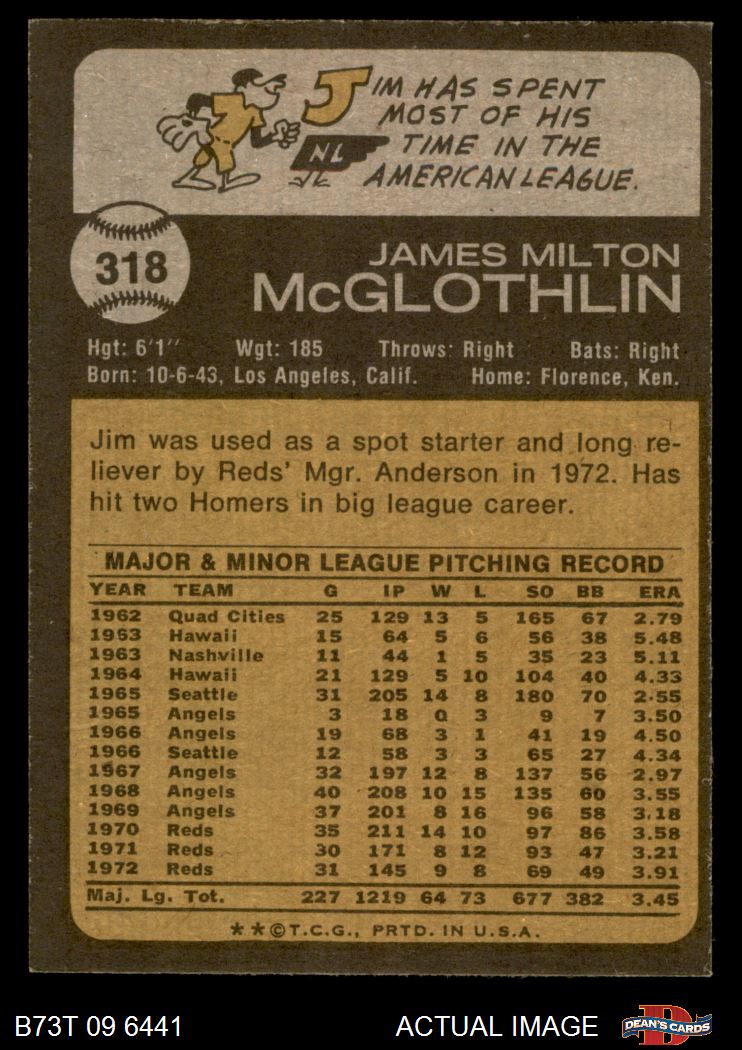 JIM HAS SPENT
MOST OF HIS
TIME IN THE
AMERICAN LEAGUE.
NL
318
JAMES MILTON
McGLOTHLIN
Hgt: 6'1" Wgt: 185 Throws: Right Bats: Right
Born: 10-6-43, Los Angeles, Calif. Home: Florence, Ken.
Jim was used as a spot starter and long re-
liever by Reds' Mgr. Anderson in 1972. Has
hit two Homers in big league career.
MAJOR & MINOR LEAGUE PITCHING RECORD
YEAR TEAM G IP W L SO BB ERA
1962 Quad Cities 25 129 13 5 165 67 2.79
1963 Hawaii 15 64 5 6 56 38 5.48
1963 Nashville 11 44 1 5 35 23 5.11
1964 Hawaii 21 129 5 10 104 40 4.33
1965 Seattle 31 205 14 8 180 70 2.55
1965 Angels 3 18 0 3 9 7 3.50
1966 Angels 19 68 3 1 41 19 4.50
1966 Seattle 12 58 3 3 65 27 4.34
1967 Angels 32 197 12 8 137 56 2.97
1968 Angels 40 208 10 15 135 60 3.55
1969 Angels 37 201 8 16 96 58 3.18
1970 Reds 35 211 14 10 97 86 3.58
1971 Reds 30 171 8 12 93 47 3.21
1972 Reds 31 145 9 8 69 49 3.91
Maj. Lg. Tot. 227 1219 64 73 677 382 3.45
**©T.C.G., PRTD. IN U.S.A.
B73T 09 6441 ACTUAL IMAGE D DEAN'S CARDS